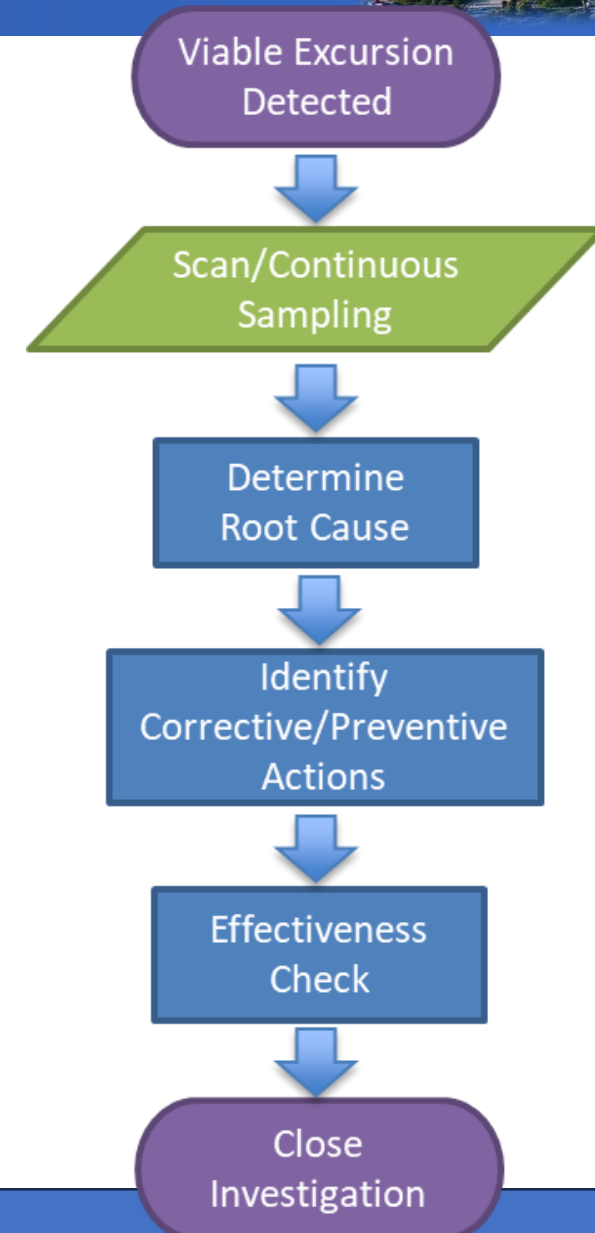 Viable Excursion
Detected
Scan/Continuous
Sampling
Determine
Root Cause
Identify
Corrective/Preventive
Actions
Effectiveness
Check
Close
Investigation